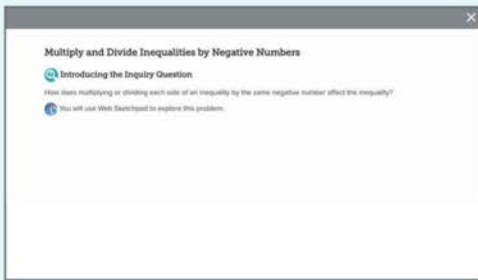 Multiply and Divide Inequalities by Negative Numbers
Introducing the Inquiry Question
How does multiplying or dividing each side of an inequality by the same negative number affect the inequality?
You will use Web Sketchpad to explore this problem.